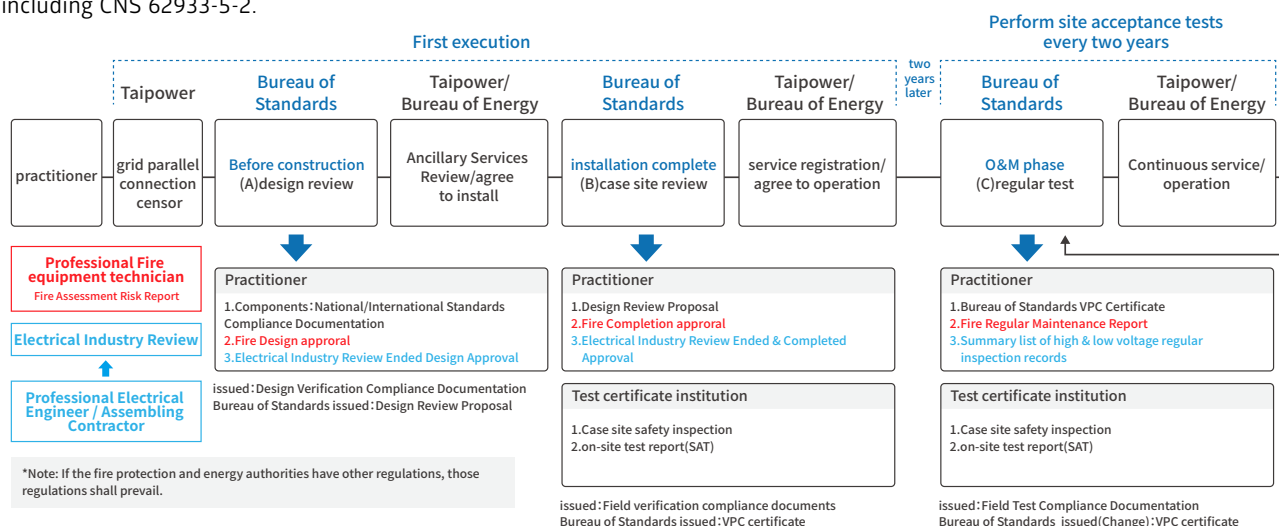 including CNS 62933-5-2.
First execution
Perform site acceptance tests
every two years
two
years
later
Taipower
Bureau of
Standards
Taipower/
Bureau of Energy
Bureau of
Standards
Taipower/
Bureau of Energy
Bureau of
Standards
Taipower/
Bureau of Energy
practitioner
grid parallel
connection
censor
Before construction
(A)design review
Ancillary Services
Review/agree
to install
installation complete
(B)case site review
service registration/
agree to operation
O&M phase
(C)regular test
Continuous service/
operation
Professional Fire
equipment technician
Fire Assessment Risk Report
Electrical Industry Review
Professional Electrical
Engineer / Assembling
Contractor
Practitioner
1.Components:National/International Standards
Compliance Documentation
2.Fire Design approral
3.Electrical Industry Review Ended Design Approval
issued:Design Verification Compliance Documentation
Bureau of Standards issued:Design Review Proposal
Practitioner
1.Design Review Proposal
2.Fire Completion approral
3.Electrical Industry Review Ended & Completed
Approval
Test certificate institution
1.Case site safety inspection
2.on-site test report(SAT)
issued:Field verification compliance documents
Bureau of Standards issued:VPC certificate
Practitioner
1.Bureau of Standards VPC Certificate
2.Fire Regular Maintenance Report
3.Summary list of high & low voltage regular
inspection records
Test certificate institution
1.Case site safety inspection
2.on-site test report(SAT)
issued:Field Test Compliance Documentation
Bureau of Standards issued(Change):VPC certificate
*Note: If the fire protection and energy authorities have other regulations, those
regulations shall prevail.